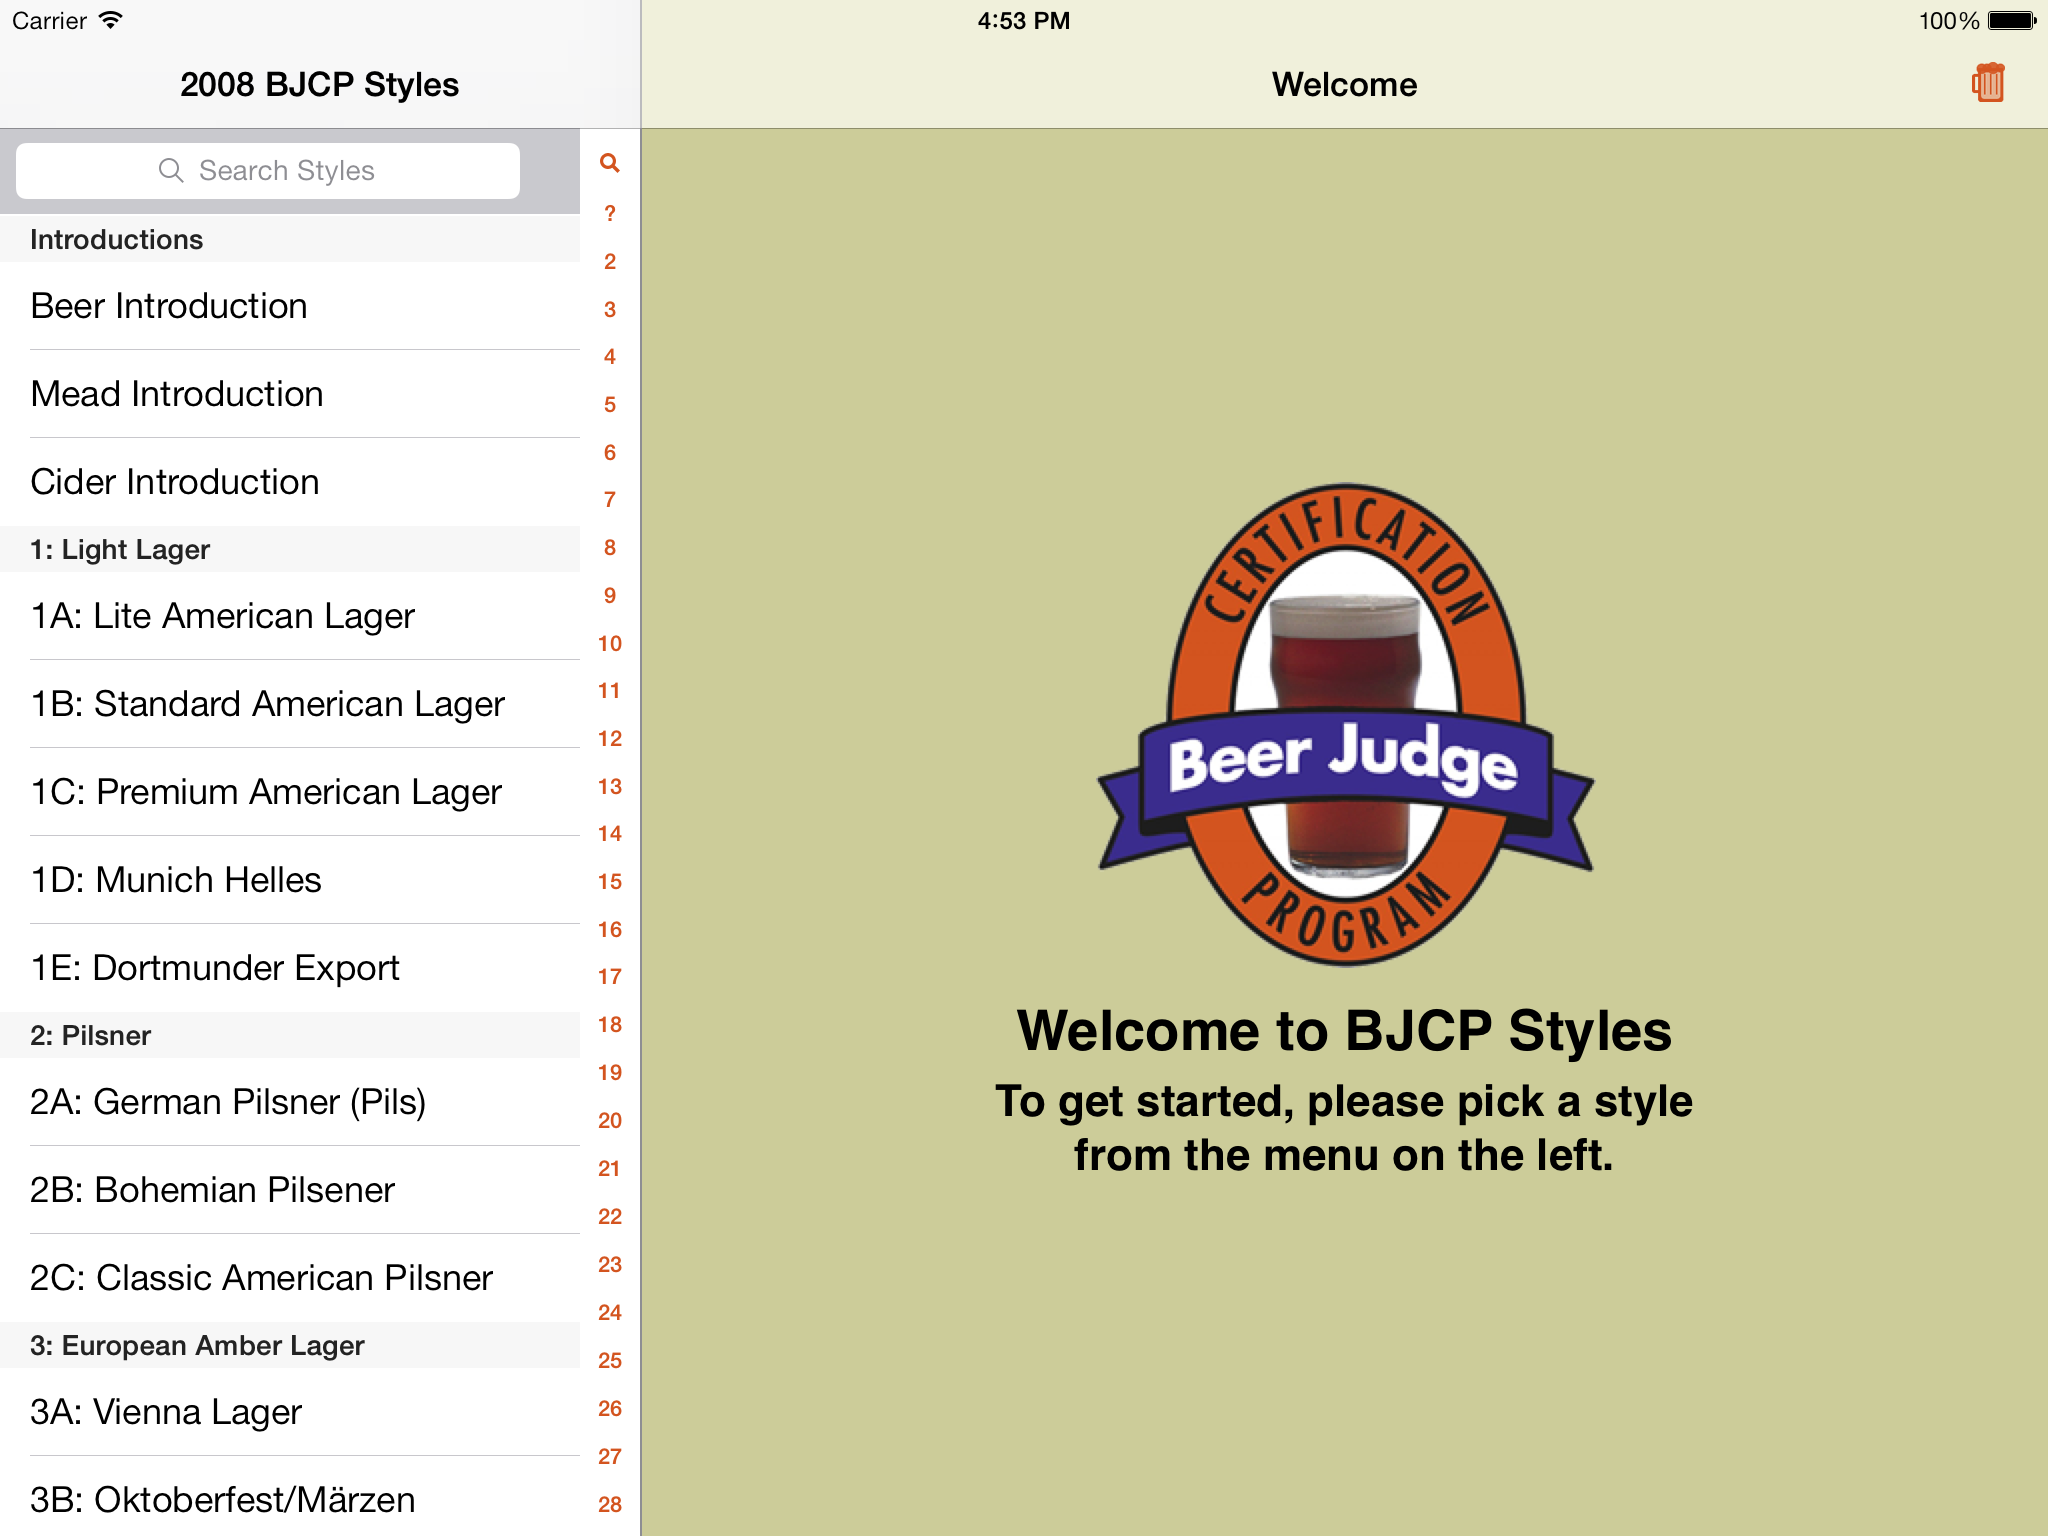 Carrier
4:53 PM
100%
2008 BJCP Styles
Welcome
Search Styles
Introductions
Beer Introduction
Mead Introduction
Cider Introduction
1: Light Lager
1A: Lite American Lager
1B: Standard American Lager
1C: Premium American Lager
1D: Munich Helles
1E: Dortmunder Export
2: Pilsner
2A: German Pilsner (Pils)
2B: Bohemian Pilsener
2C: Classic American Pilsner
3: European Amber Lager
3A: Vienna Lager
3B: Oktoberfest/Märzen
?
2
3
4
5
6
7
8
9
10
11
12
13
14
15
16
17
18
19
20
21
22
23
24
25
26
27
28
CERTIFICATION
Beer Judge
PROGRAM
Welcome to BJCP Styles
To get started, please pick a style
from the menu on the left.